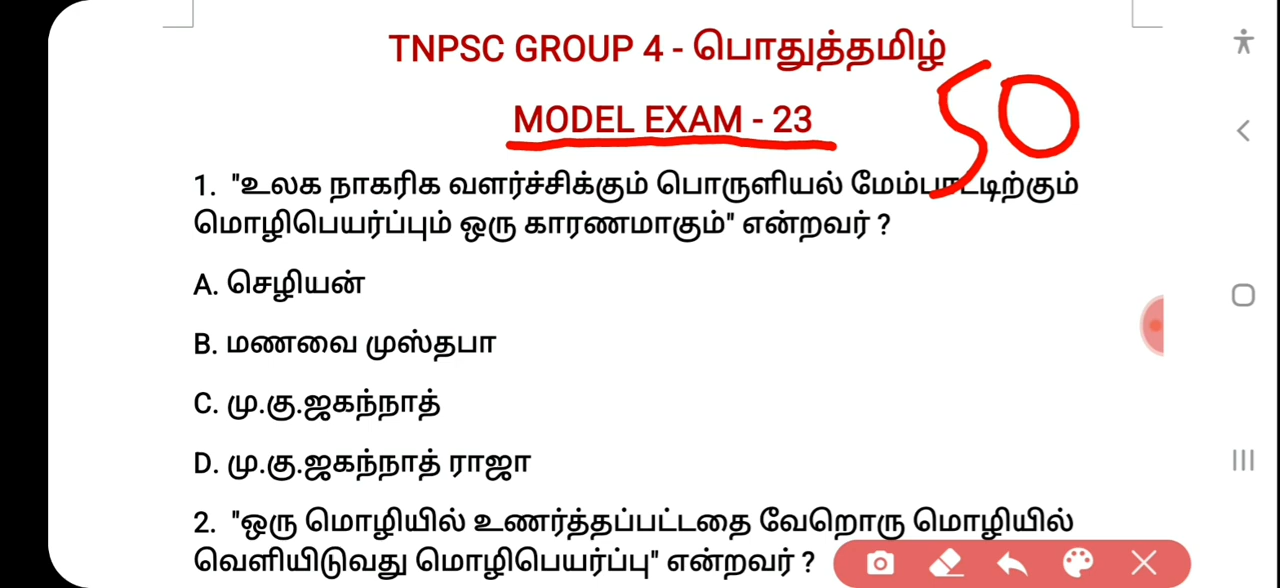 TNPSC GROUP 4 - பொதுத்தமிழ்
MODEL EXAM - 23
50
1. "உலக நாகரிக வளர்ச்சிக்கும் பொருளியல் மேம்பாட்டிற்கும்
மொழிபெயர்ப்பும் ஒரு காரணமாகும்" என்றவர் ?
A. செழியன்
B. மணவை முஸ்தபா
C. மு.கு.ஜகந்நாத்
D. மு.கு.ஜகந்நாத் ராஜா
2. "ஒரு மொழியில் உணர்த்தப்பட்டதை வேறொரு மொழியில்
வெளியிடுவது மொழிபெயர்ப்பு" என்றவர் ?